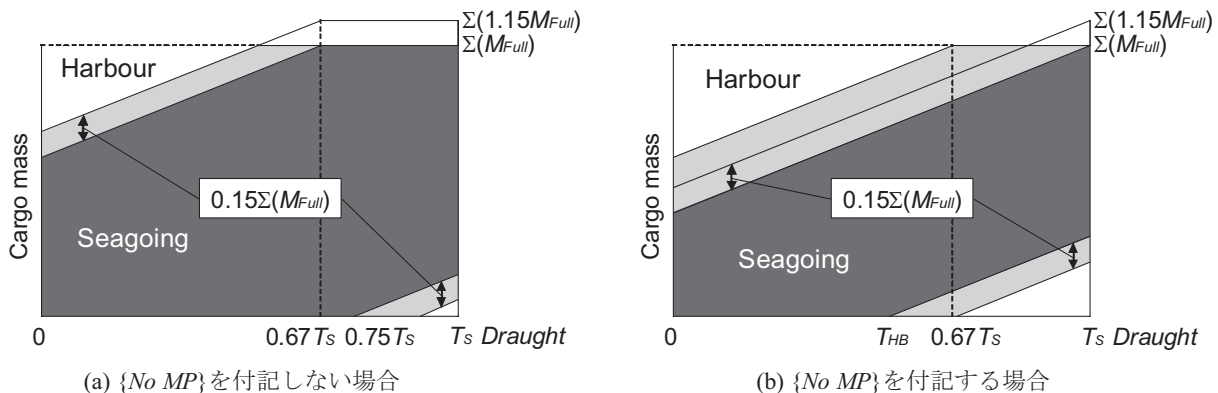 Σ(1.15MFull)
Σ(MFull)
Harbour
Cargo mass
0.15Σ(MFull)
Seagoing
0 0.67TS 0.75TS TS Draught
(a) {No MP}を付記しない場合
Σ(1.15MFull)
Σ(MFull)
Harbour
Cargo mass
0.15Σ(MFull)
Seagoing
0 THB 0.67TS TS Draught
(b) {No MP}を付記する場合